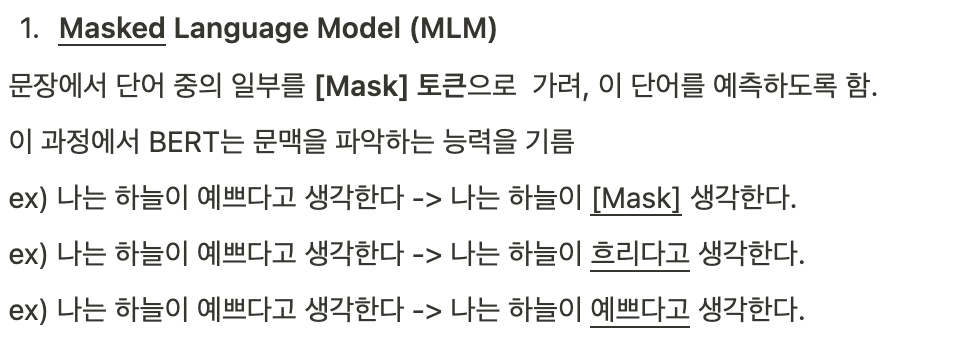 1. Masked Language Model (MLM)
문장에서 단어 중의 일부를 [Mask] 토큰으로 가려, 이 단어를 예측하도록 함.
이 과정에서 BERT는 문맥을 파악하는 능력을 기름
ex) 나는 하늘이 예쁘다고 생각한다 -> 나는 하늘이 [Mask] 생각한다.
ex) 나는 하늘이 예쁘다고 생각한다 -> 나는 하늘이 흐리다고 생각한다.
ex) 나는 하늘이 예쁘다고 생각한다 -> 나는 하늘이 예쁘다고 생각한다.